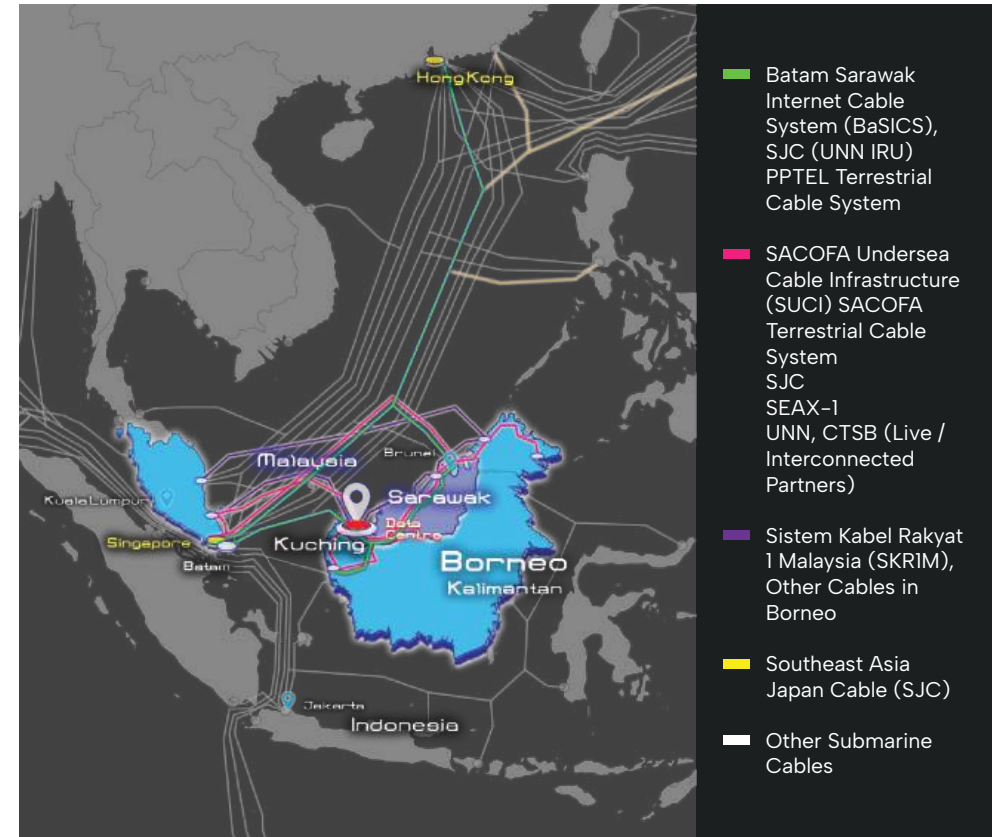 HongKong
Malaysia
Brunei
KualaLumpur
Sarawak
Data
Centre
Singapore
Kuching
Batam
Borneo
Kalimantan
Jakarta
Indonesia
Batam Sarawak
Internet Cable
System (BaSICS),
SJC (UNN IRU)
PPTEL Terrestrial
Cable System
SACOFA Undersea
Cable Infrastructure
(SUCI) SACOFA
Terrestrial Cable
System
SJC
SEAX-1
UNN, CTSB (Live /
Interconnected
Partners)
Sistem Kabel Rakyat
1 Malaysia (SKR1M),
Other Cables in
Borneo
Southeast Asia
Japan Cable (SJC)
Other Submarine
Cables